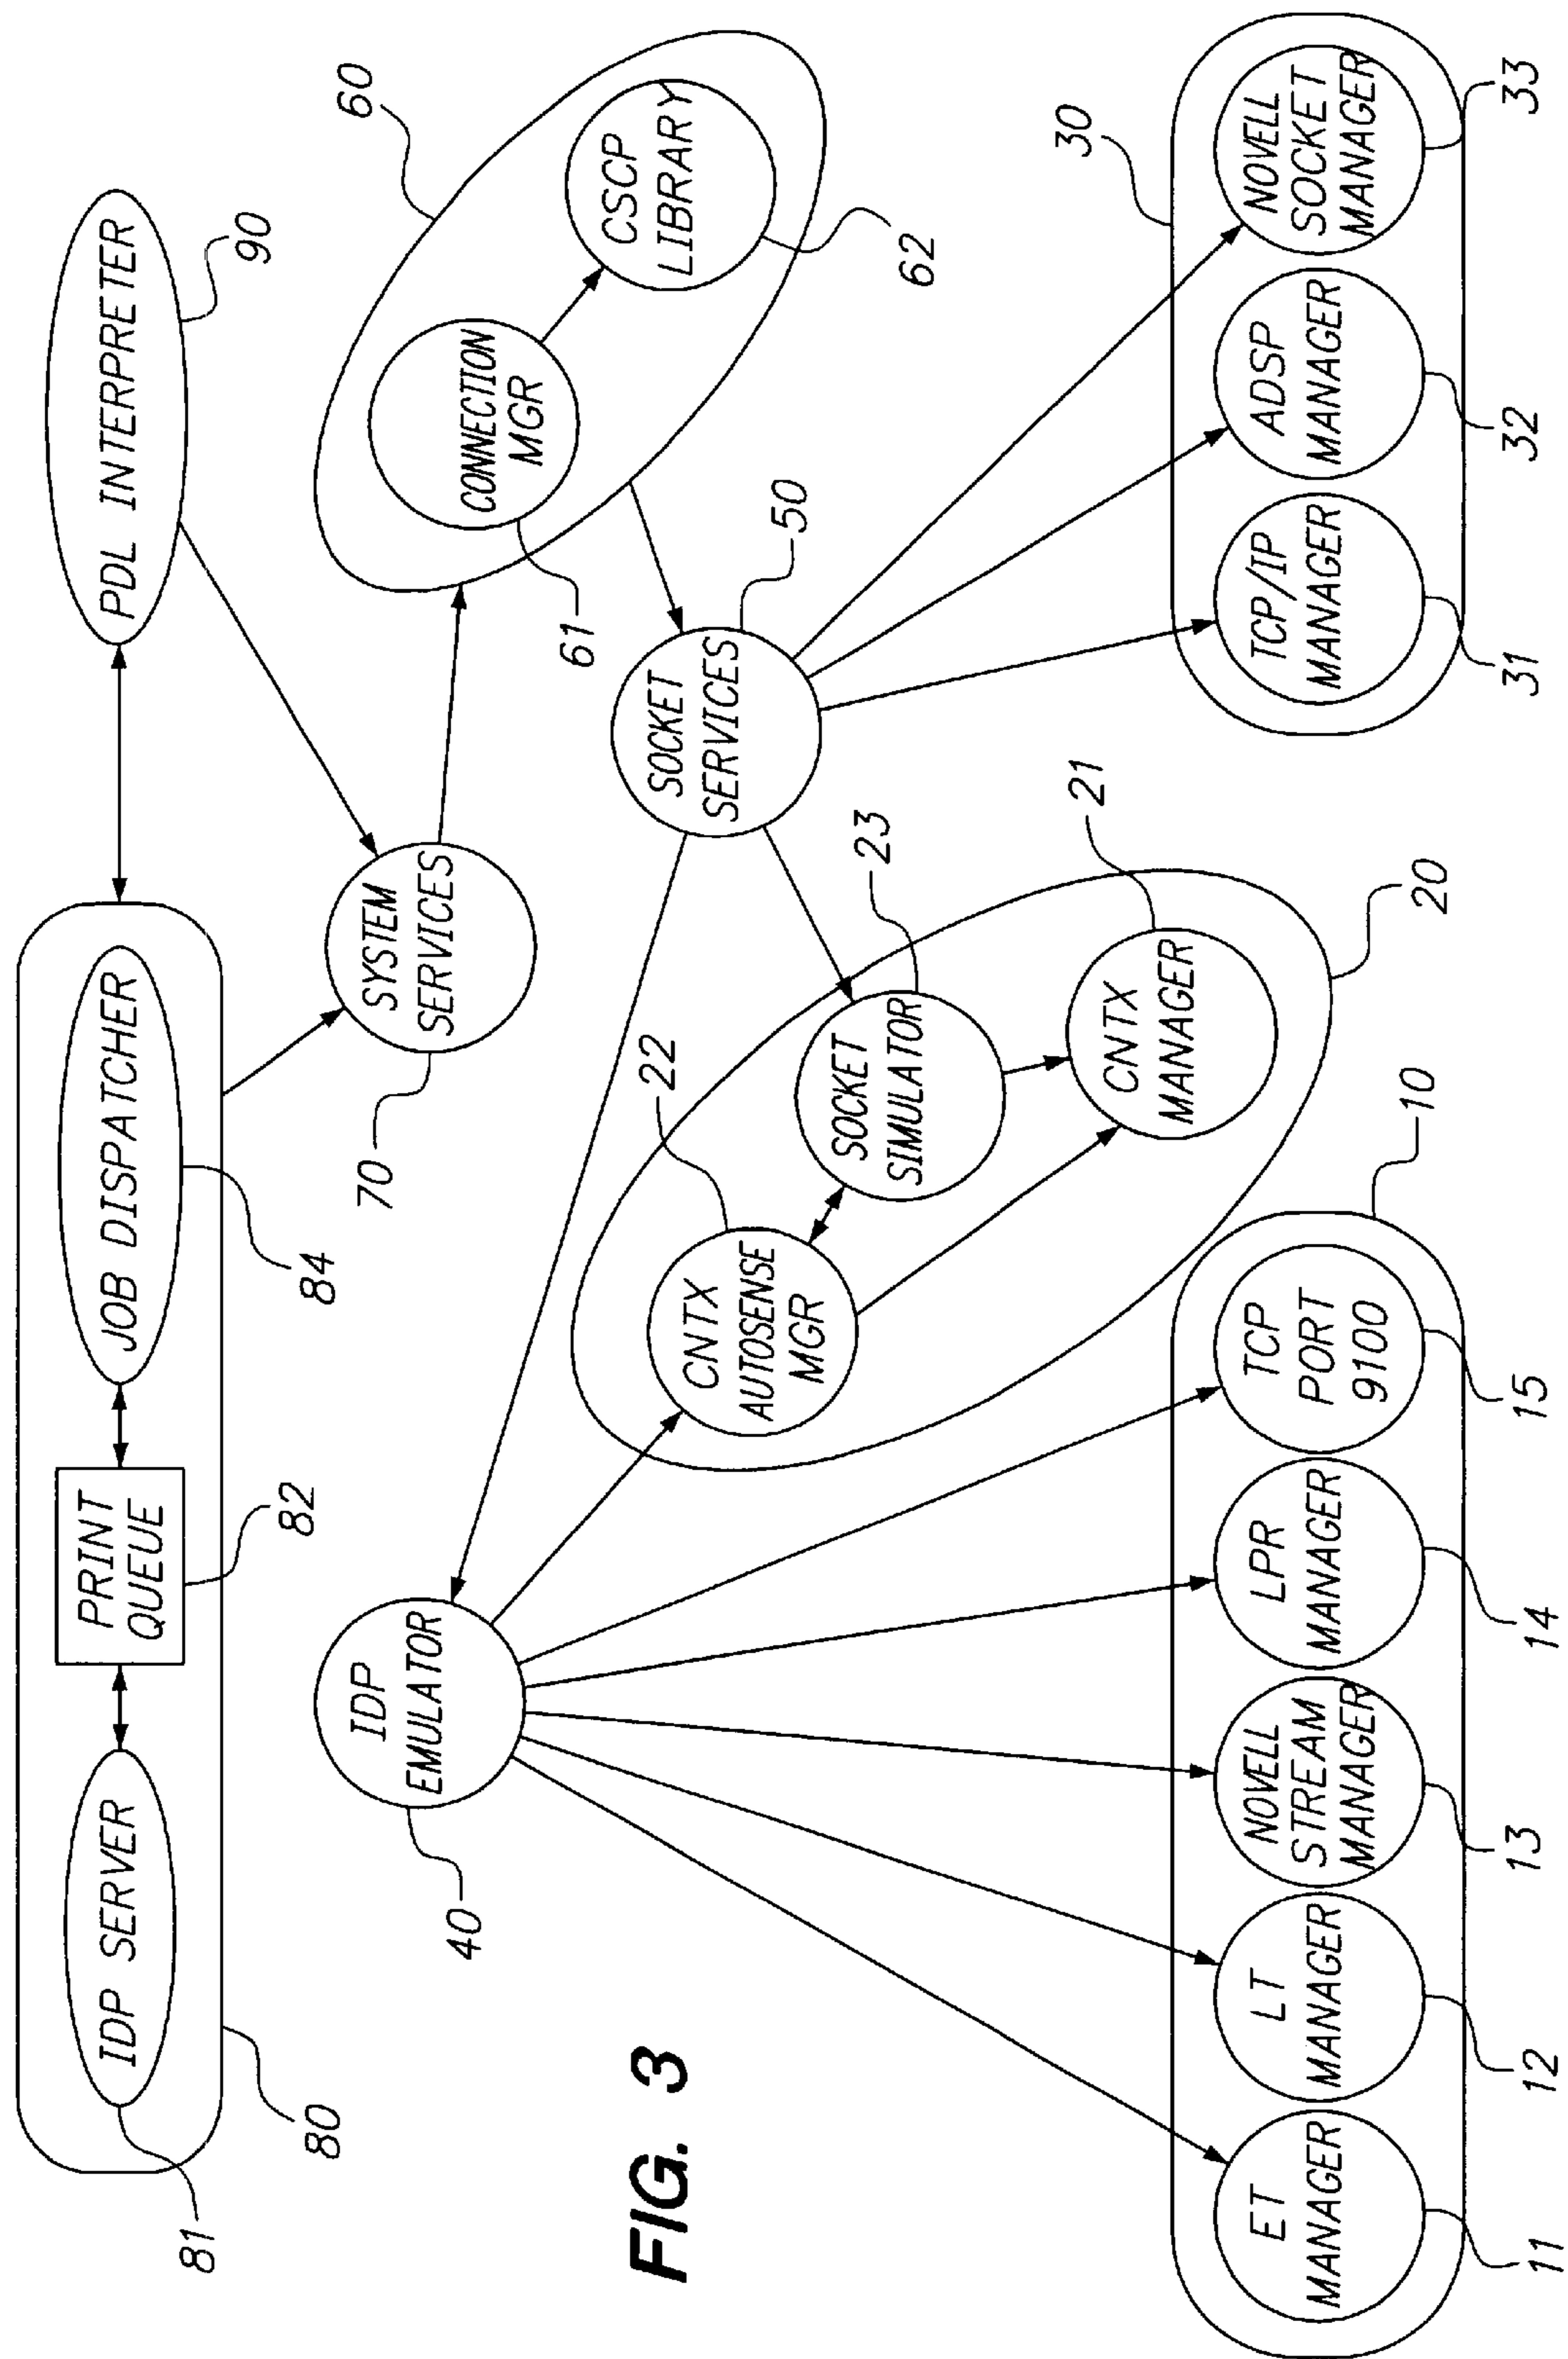 IDP SERVER
PRINT
QUEUE
JOB DISPATCHER
PDL INTERPRETER
81
80
82
84
90
IDP
EMULATOR
40
SYSTEM
SERVICES
70
60
CONNECTION
MGR
61
CSCP
LIBRARY
62
SOCKET
SERVICES
50
FIG. 3
22
CNTX
AUTOSENSE
MGR
23
SOCKET
SIMULATOR
21
CNTX
MANAGER
20
10
ET
MANAGER
LT
MANAGER
NOVELL
STREAM
MANAGER
LPR
MANAGER
TCP
PORT
9100
11
12
13
14
15
30
TCP/IP
MANAGER
ADSP
MANAGER
NOVELL
SOCKET
MANAGER
31
32
33